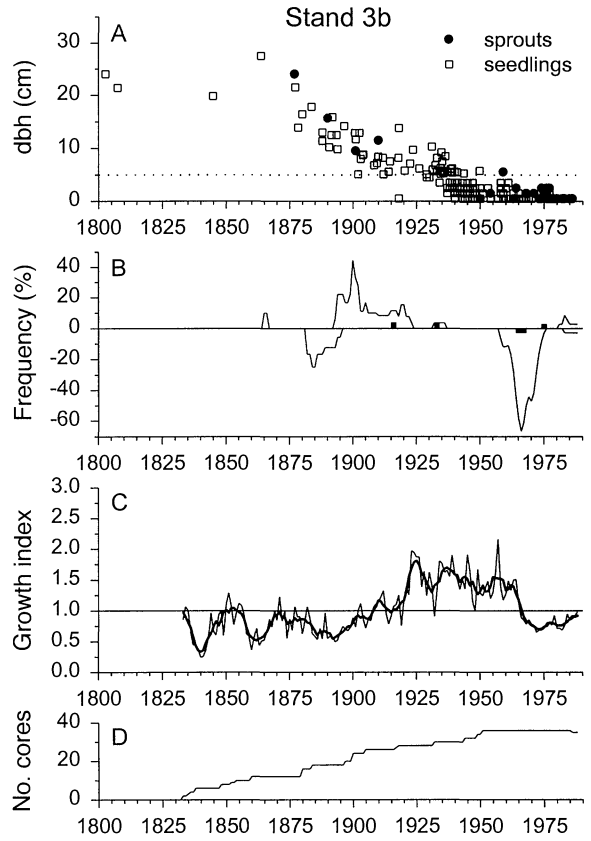 Stand 3b
A
sprouts
seedlings
dbh (cm)
30
20
10
0
1800 1825 1850 1875 1900 1925 1950 1975
B
Frequency (%)
40
20
0
-20
-40
-60
1800 1825 1850 1875 1900 1925 1950 1975
C
Growth index
3.0
2.5
2.0
1.5
1.0
0.5
0.0
1800 1825 1850 1875 1900 1925 1950 1975
D
No. cores
40
20
0
1800 1825 1850 1875 1900 1925 1950 1975